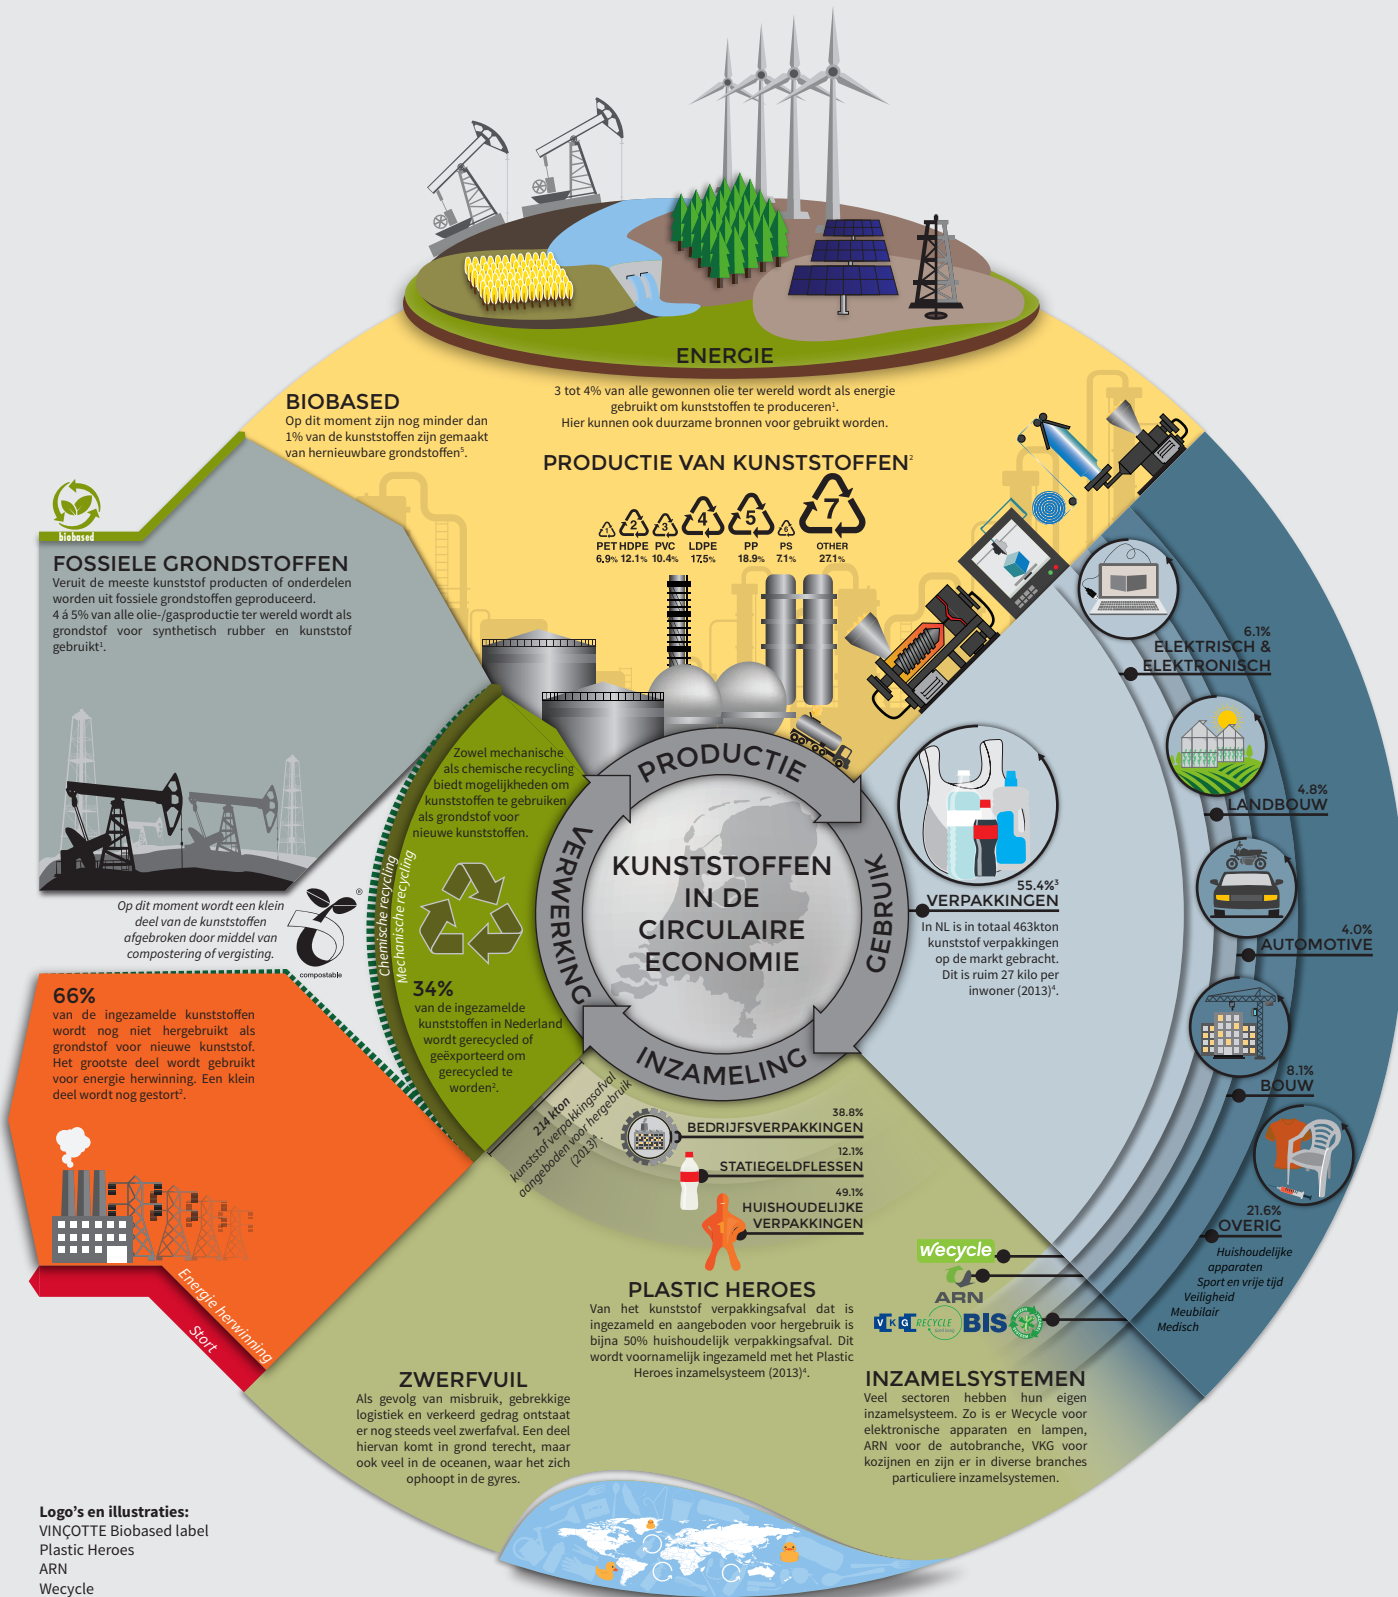 ENERGIE
3 tot 4% van alle gewonnen olie ter wereld wordt als energie
gebruikt om kunststoffen te produceren¹.
Hier kunnen ook duurzame bronnen voor gebruikt worden.
BIOBASED
Op dit moment zijn nog minder dan
1% van de kunststoffen zijn gemaakt
van hernieuwbare grondstoffen⁵.
PRODUCTIE VAN KUNSTSTOFFEN²
1 2 3 4 5 6 7
PET HDPE PVC LDPE PP PS OTHER
6,9% 12.1% 10.4% 17,5% 18.9% 7.1% 27.1%
biobased
FOSSIELE GRONDSTOFFEN
Veruit de meeste kunststof producten of onderdelen
worden uit fossiele grondstoffen geproduceerd.
4 á 5% van alle olie-/gasproductie ter wereld wordt als
grondstof voor synthetisch rubber en kunststof
gebruikt¹.
Zowel mechanische
als chemische recycling
biedt mogelijkheden om
kunststoffen te gebruiken
als grondstof voor
nieuwe kunststoffen.
Chemische recycling
Mechanische recycling
34%
van de ingezamelde
kunststoffen in Nederland
wordt gerecycled of
geëxporteerd om
gerecycled te
worden².
PRODUCTIE
GEBRUIK
INZAMELING
VERWERKING
KUNSTSTOFFEN
IN DE
CIRCULAIRE
ECONOMIE
6.1%
ELEKTRISCH &
ELEKTRONISCH
4.8%
LANDBOUW
4.0%
AUTOMOTIVE
8.1%
BOUW
21.6%
OVERIG
Huishoudelijke
apparaten
Sport en vrije tijd
Veiligheid
Meubilair
Medisch
55.4%³
VERPAKKINGEN
In NL is in totaal 463kton
kunststof verpakkingen
op de markt gebracht.
Dit is ruim 27 kilo per
inwoner (2013)⁴.
Op dit moment wordt een klein
deel van de kunststoffen
afgebroken door middel van
compostering of vergisting.
®
compostable
66%
van de ingezamelde kunststoffen
wordt nog niet hergebruikt als
grondstof voor nieuwe kunststof.
Het grootste deel wordt gebruikt
voor energie herwinning. Een klein
deel wordt nog gestort².
Energie herwinning
Start
214 kton
kunststof verpakkingsafval
aangeboden voor hergebruik
(2013)⁴.
38.8%
BEDRIJFSVERPAKKINGEN
12.1%
STATIEGELDFLESSEN
49.1%
HUISHOUDELIJKE
VERPAKKINGEN
PLASTIC HEROES
Van het kunststof verpakkingsafval dat is
ingezameld en aangeboden voor hergebruik is
bijna 50% huishoudelijk verpakkingsafval. Dit
wordt voornamelijk ingezameld met het Plastic
Heroes inzamelsysteem (2013)⁴.
wecycle
ARN
VKG RECYCLE BIS
INZAMELSYSTEMEN
Veel sectoren hebben hun eigen
inzamelsysteem. Zo is er Wecycle voor
elektronische apparaten en lampen,
ARN voor de autobranche, VKG voor
kozijnen en zijn er in diverse branches
particuliere inzamelsystemen.
ZWERFVUIL
Als gevolg van misbruik, gebrekkige
logistiek en verkeerd gedrag ontstaat
er nog steeds veel zwerfafval. Een deel
hiervan komt in grond terecht, maar
ook veel in de oceanen, waar het zich
ophoopt in de gyres.
Logo's en illustraties:
VINÇOTTE Biobased label
Plastic Heroes
ARN
Wecycle